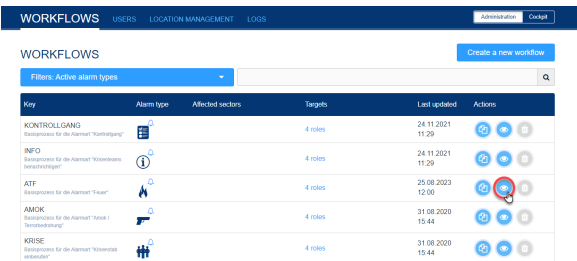 WORKFLOWS USERS LOCATION MANAGEMENT LOGS Administration Cockpit
WORKFLOWS Create a new workflow
Filters: Active alarm types
Key Alarm type Affected sectors Targets Last updated Actions
KONTROLLGANG
Basisprozess für die Alarmart "Kontrollgang"
4 roles
24.11.2021
11:29
INFO
Basisprozess für die Alarmart "Krisenteams
benachrichtigen"
4 roles
24.11.2021
11:29
ATF
Basisprozess für die Alarmart "Feuer"
4 roles
25.08.2023
12:00
AMOK
Basisprozess für die Alarmart "Amok /
Terrorbedrohung"
4 roles
31.08.2020
15:44
KRISE
Basisprozess für die Alarmart "Krisenstab
einberufen"
4 roles
31.08.2020
15:44